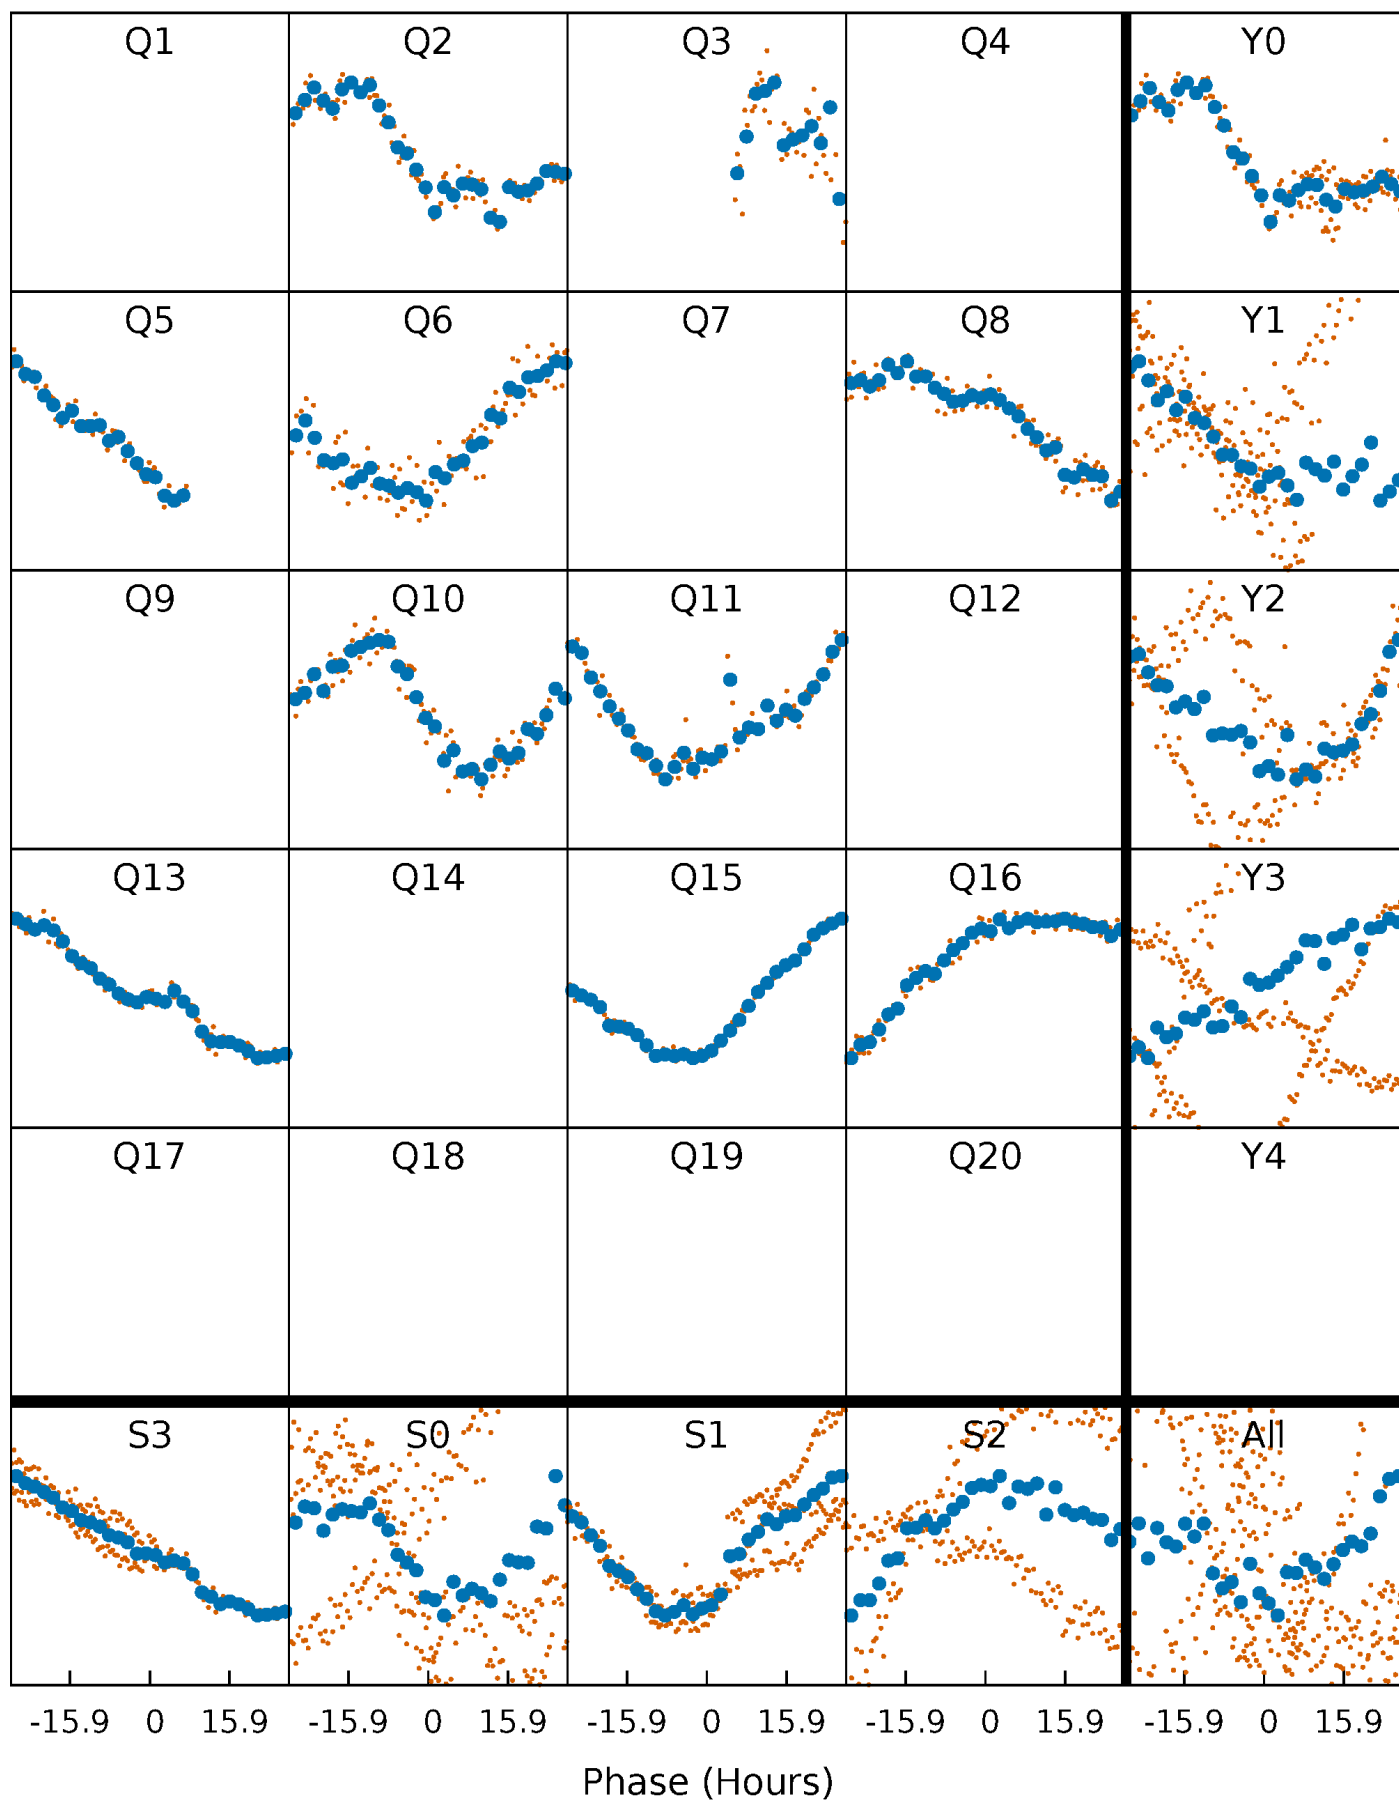 Q1 Q2 Q3 Q4 Y0
Q5 Q6 Q7 Q8 Y1
Q9 Q10 Q11 Q12 Y2
Q13 Q14 Q15 Q16 Y3
Q17 Q18 Q19 Q20 Y4
S3 S0 S1 S2 All
-15.9 0 15.9 -15.9 0 15.9 -15.9 0 15.9 -15.9 0 15.9 -15.9 0 15.9
Phase (Hours)